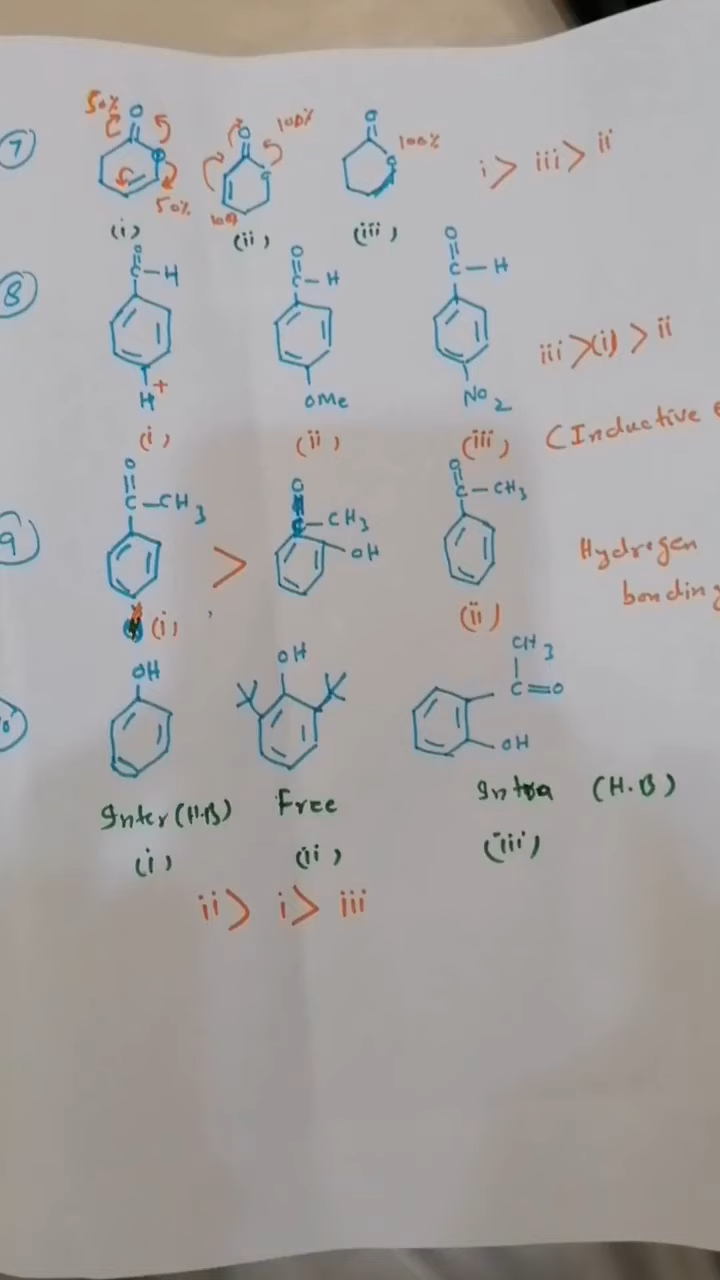 7
50% O 100% O O 100% i > iii > ii
50% 100%
(i) (ii) (iii)
8
O O O
C-H C-H C-H
H+ OMe NO2 iii > (i) > ii
(i) (ii) (iii) (Inductive
9
O O O
C-CH3 > C-CH3 C-CH3 Hydrogen
OH bonding
(i) , (ii)
OH OH CH3
C=O
OH
Inter(H.B) Free Intra (H.B)
(i) (ii) (iii)
ii > i > iii